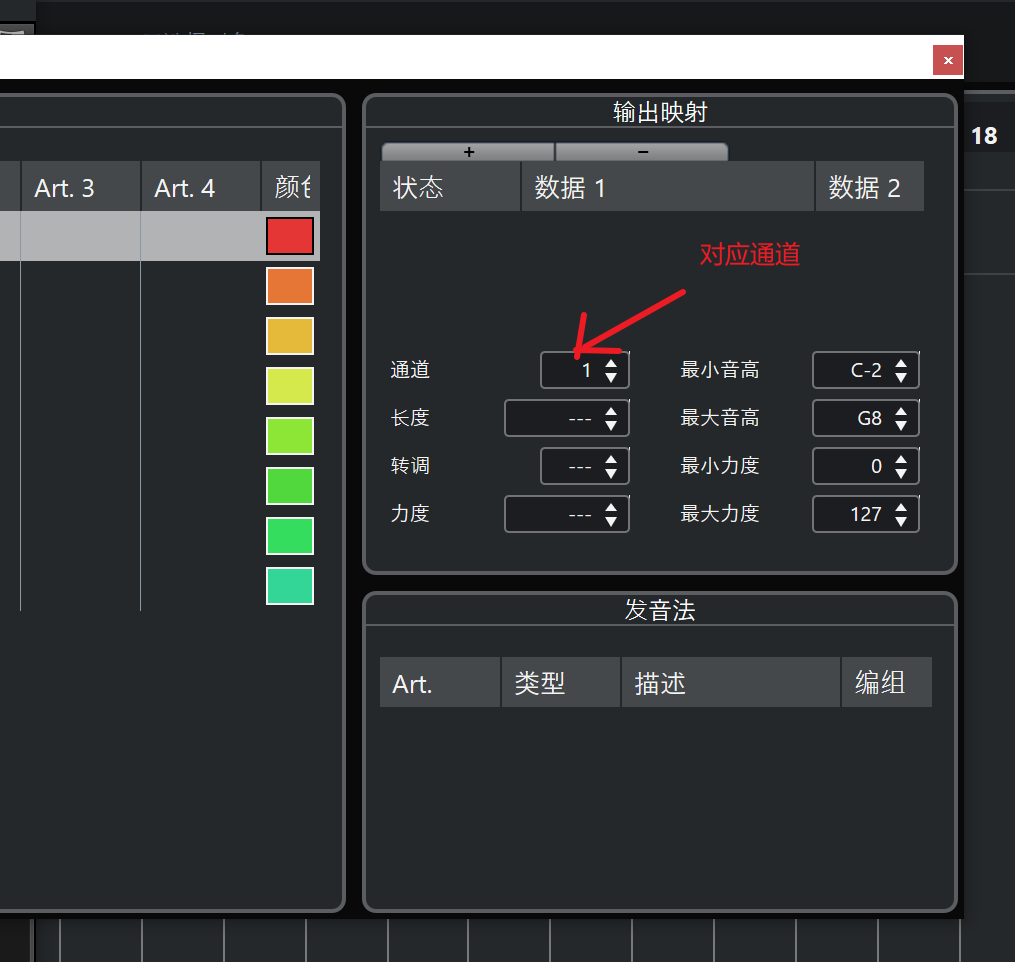 输出映射
+ −
18
Art. 3 Art. 4
状态 数据 1 数据 2
对应通道
通道 1 最小音高 C-2
长度 --- 最大音高 G8
转调 --- 最小力度 0
力度 --- 最大力度 127
发音法
Art. 类型 描述 编组